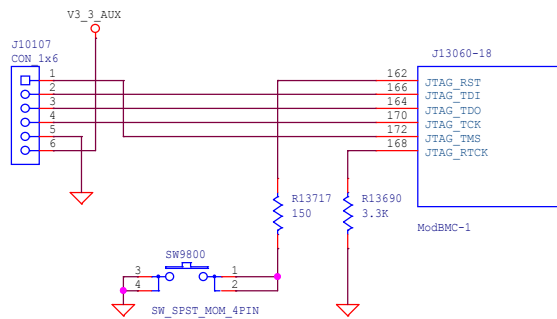 V3_3_AUX
J10107
CON_1x6
J13060-18
1
2
3
4
5
6
162
166
164
170
172
168
JTAG_RST
JTAG_TDI
JTAG_TDO
JTAG_TCK
JTAG_TMS
JTAG_RTCK
R13717
150
R13690
3.3K
ModBMC-1
SW9800
3
4
1
2
SW_SPST_MOM_4PIN